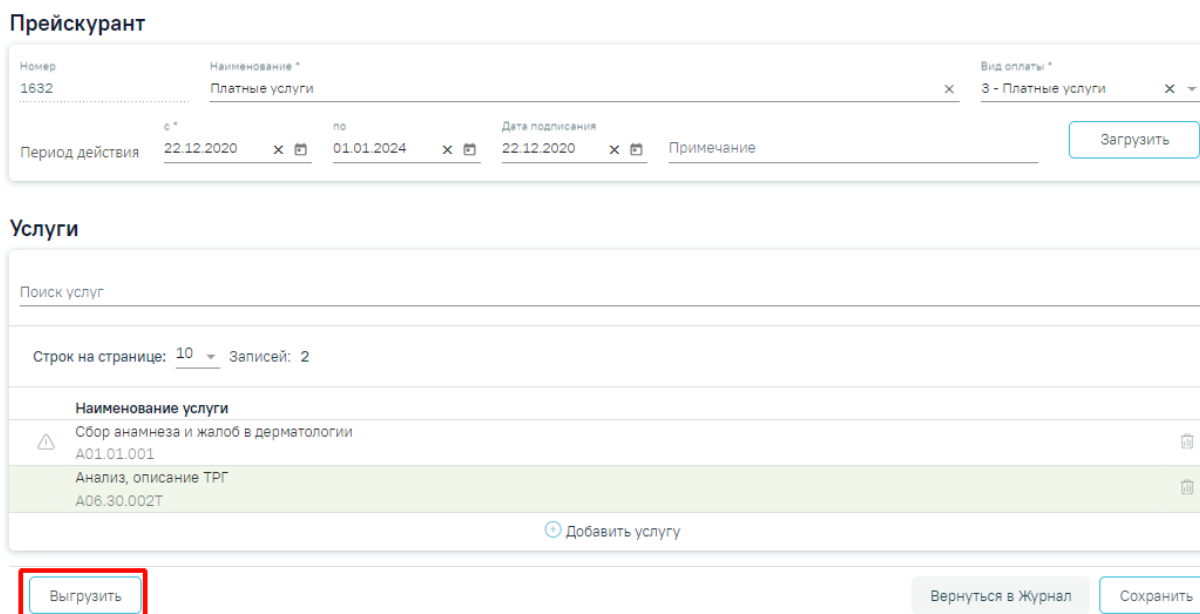 Прейскурант
Номер Наименование * Вид оплаты *
1632 Платные услуги 3 - Платные услуги
с * по Дата подписания
Период действия 22.12.2020 01.01.2024 22.12.2020 Примечание Загрузить
Услуги
Поиск услуг
Строк на странице: 10 Записей: 2
Наименование услуги
Сбор анамнеза и жалоб в дерматологии
A01.01.001
Анализ, описание ТРГ
A06.30.002T
Добавить услугу
Выгрузить Вернуться в Журнал Сохранить